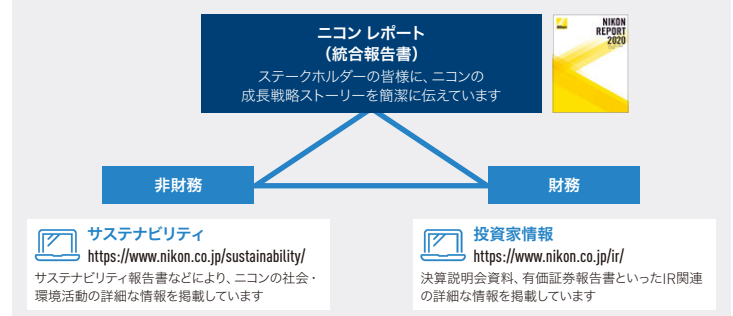 ニコン レポート
（統合報告書）
ステークホルダーの皆様に、ニコンの
成長戦略ストーリーを簡潔に伝えています
NIKON
REPORT
2020
非財務
財務
サステナビリティ
https://www.nikon.co.jp/sustainability/
サステナビリティ報告書などにより、ニコンの社会・
環境活動の詳細な情報を掲載しています
投資家情報
https://www.nikon.co.jp/ir/
決算説明会資料、有価証券報告書といったIR関連
の詳細な情報を掲載しています